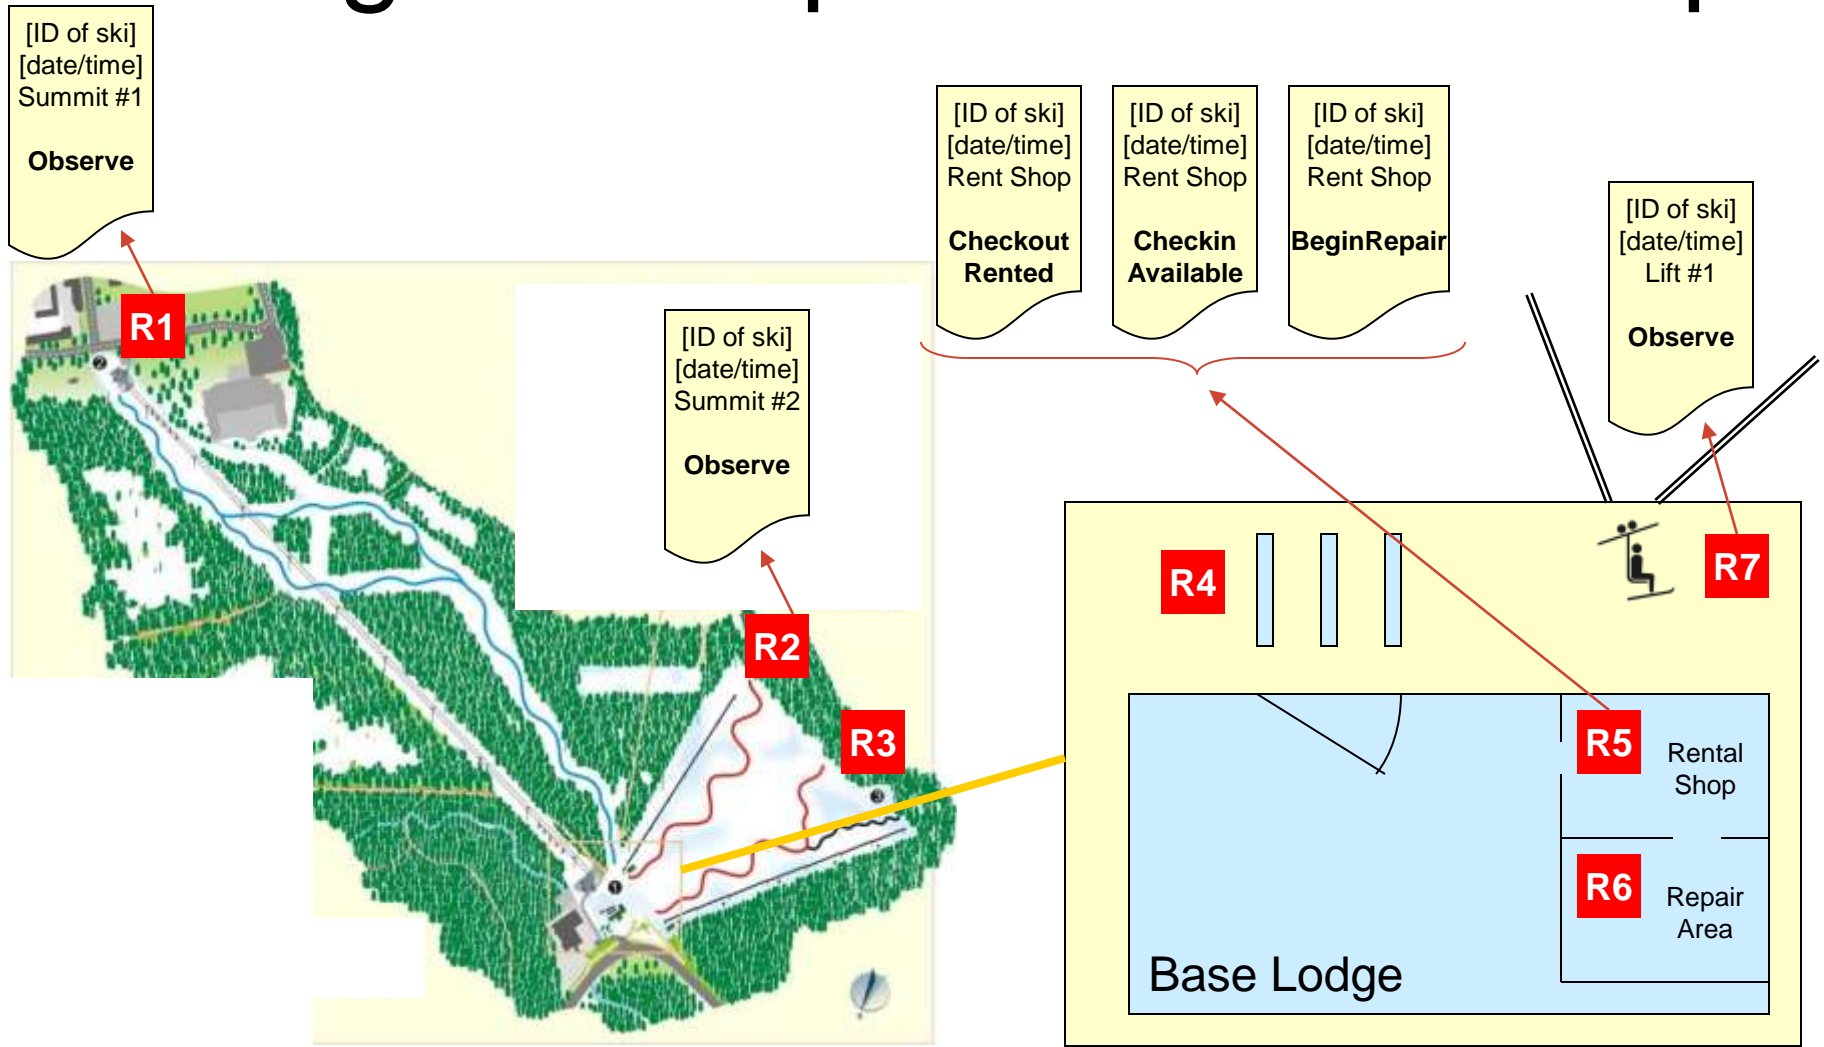 [ID of ski]
[date/time]
Summit #1
Observe
[ID of ski]
[date/time]
Rent Shop
Checkout
Rented
[ID of ski]
[date/time]
Rent Shop
Checkin
Available
[ID of ski]
[date/time]
Rent Shop
BeginRepair
[ID of ski]
[date/time]
Lift #1
Observe
R1
[ID of ski]
[date/time]
Summit #2
Observe
2
R2
R3
3
1
R4
R7
R5
Rental
Shop
R6
Repair
Area
Base Lodge